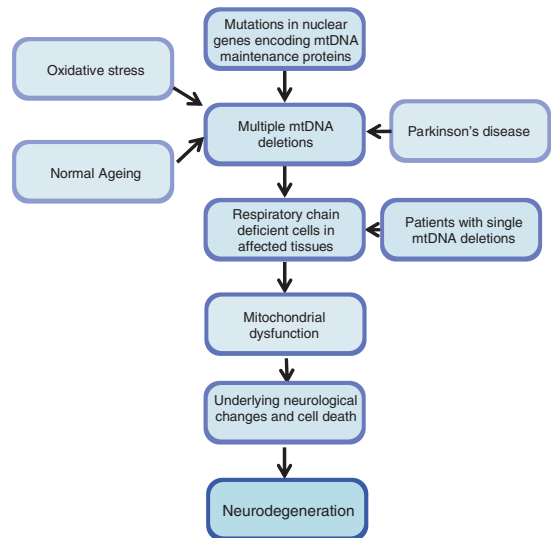 Mutations in nuclear
genes encoding mtDNA
maintenance proteins
Oxidative stress
Multiple mtDNA
deletions
Parkinson's disease
Normal Ageing
Respiratory chain
deficient cells in
affected tissues
Patients with single
mtDNA deletions
Mitochondrial
dysfunction
Underlying neurological
changes and cell death
Neurodegeneration